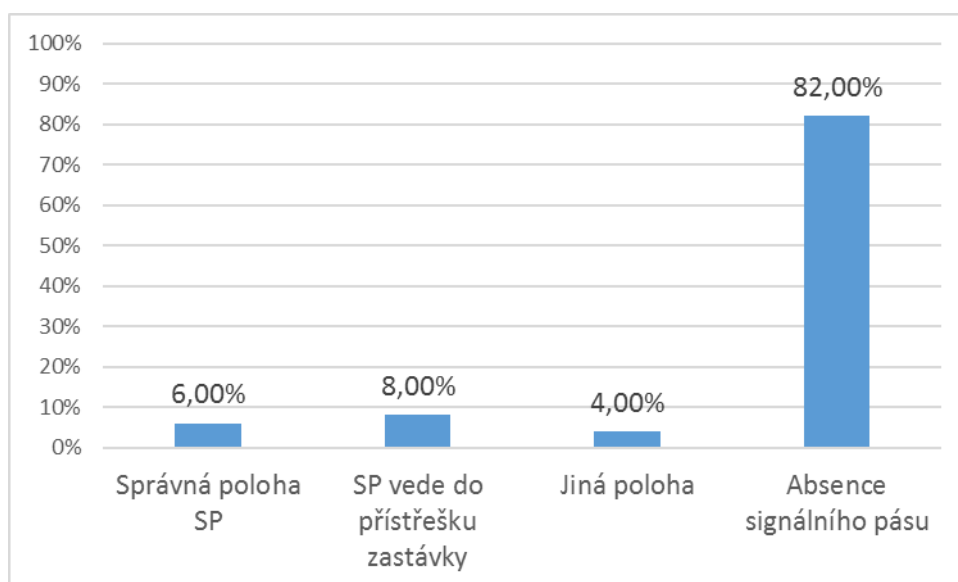 100%
90%
80%
70%
60%
50%
40%
30%
20%
10%
0%
6,00%
8,00%
4,00%
82,00%
Správná poloha
SP
SP vede do
přístřešku
zastávky
Jiná poloha
Absence
signálního pásu